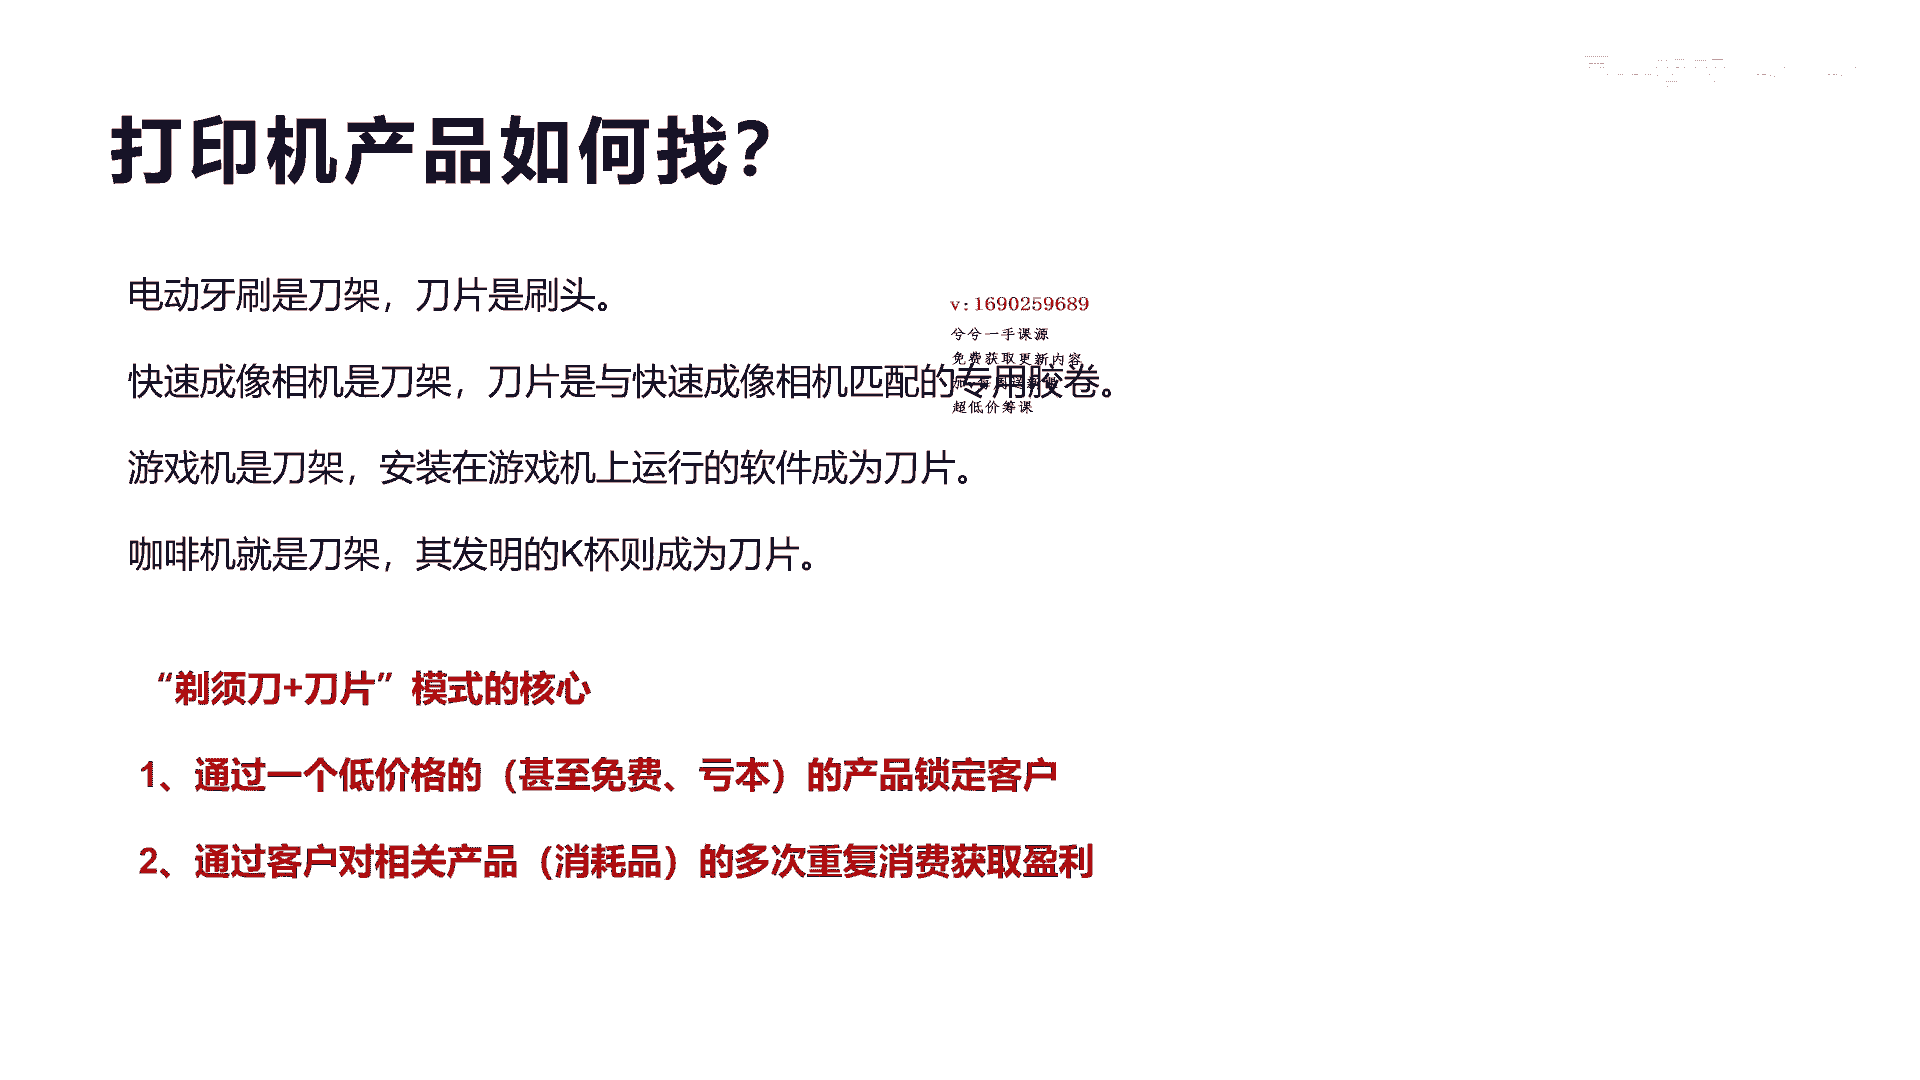 打印机产品如何找？
电动牙刷是刀架，刀片是刷头。
v:1690259689
兮兮一手课源
免费获取更新内容
快速成像相机是刀架，刀片是与快速成像相机匹配的专用胶卷。
超低价筹课
游戏机是刀架，安装在游戏机上运行的软件成为刀片。
咖啡机就是刀架，其发明的K杯则成为刀片。
“剃须刀+刀片”模式的核心
1、通过一个低价格的（甚至免费、亏本）的产品锁定客户
2、通过客户对相关产品（消耗品）的多次重复消费获取盈利